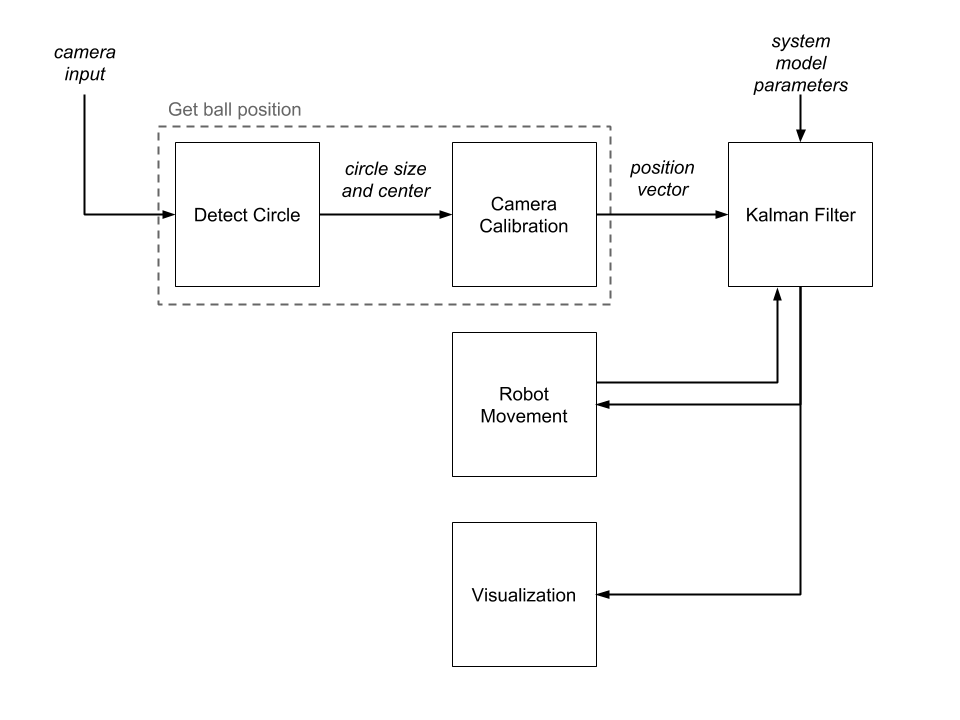 camera
input
system
model
parameters
Get ball position
Detect Circle
circle size
and center
Camera
Calibration
position
vector
Kalman Filter
Robot
Movement
Visualization